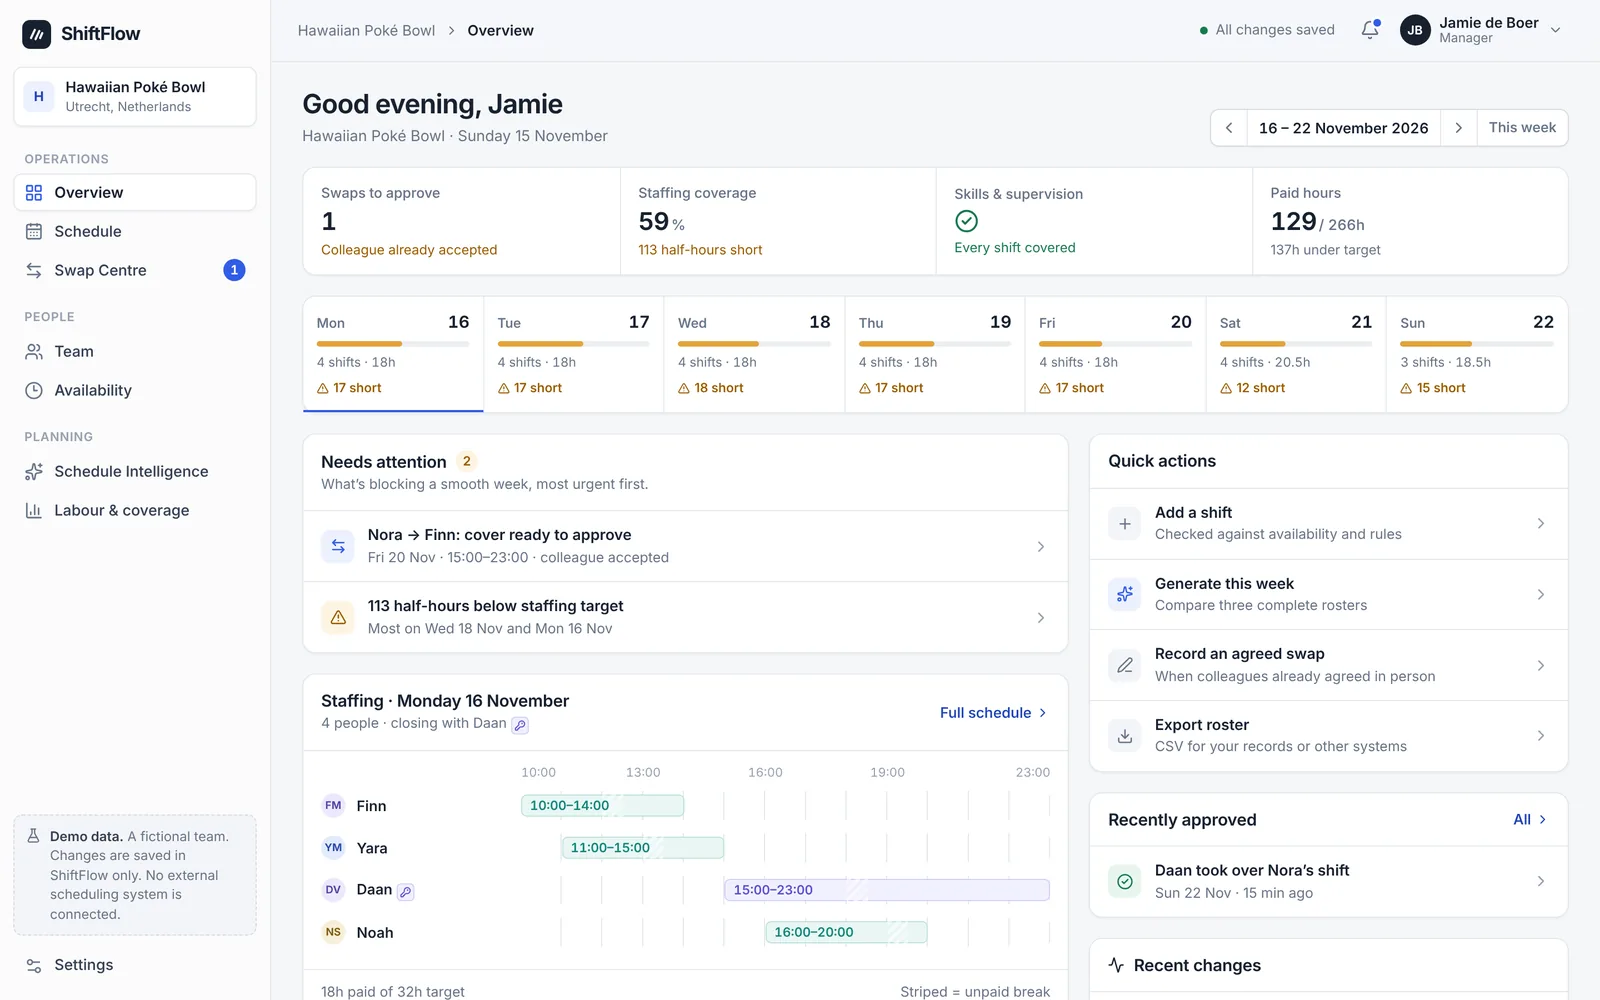 ShiftFlow
H
Hawaiian Poké Bowl
Utrecht, Netherlands
OPERATIONS
Overview
Schedule
Swap Centre
1
PEOPLE
Team
Availability
PLANNING
Schedule Intelligence
Labour & coverage
Demo data. A fictional team.
Changes are saved in
ShiftFlow only. No external
scheduling system is
connected.
Settings
Hawaiian Poké Bowl > Overview
All changes saved
JB
Jamie de Boer
Manager
Good evening, Jamie
Hawaiian Poké Bowl · Sunday 15 November
16 – 22 November 2026
This week
Swaps to approve
1
Colleague already accepted
Staffing coverage
59 %
113 half-hours short
Skills & supervision
Every shift covered
Paid hours
129 / 266h
137h under target
Mon 16
4 shifts · 18h
17 short
Tue 17
4 shifts · 18h
17 short
Wed 18
4 shifts · 18h
18 short
Thu 19
4 shifts · 18h
17 short
Fri 20
4 shifts · 18h
17 short
Sat 21
4 shifts · 20.5h
12 short
Sun 22
3 shifts · 18.5h
15 short
Needs attention 2
What’s blocking a smooth week, most urgent first.
Nora → Finn: cover ready to approve
Fri 20 Nov · 15:00–23:00 · colleague accepted
113 half-hours below staffing target
Most on Wed 18 Nov and Mon 16 Nov
Staffing · Monday 16 November
4 people · closing with Daan
Full schedule
10:00 13:00 16:00 19:00 23:00
FM Finn 10:00–14:00
YM Yara 11:00–15:00
DV Daan 15:00–23:00
NS Noah 16:00–20:00
18h paid of 32h target
Striped = unpaid break
Quick actions
Add a shift
Checked against availability and rules
Generate this week
Compare three complete rosters
Record an agreed swap
When colleagues already agreed in person
Export roster
CSV for your records or other systems
Recently approved
All
Daan took over Nora’s shift
Sun 22 Nov · 15 min ago
Recent changes